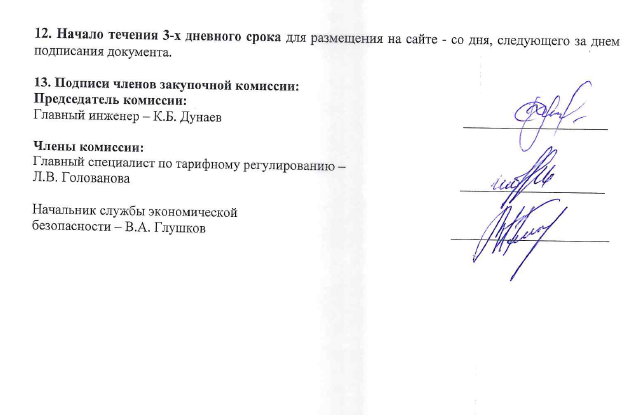 12. Начало течения 3-х дневного срока для размещения на сайте - со дня, следующего за днем
подписания документа.
13. Подписи членов закупочной комиссии:
Председатель комиссии:
Главный инженер – К.Б. Дунаев
Члены комиссии:
Главный специалист по тарифному регулированию –
Л.В. Голованова
Начальник службы экономической
безопасности – В.А. Глушков